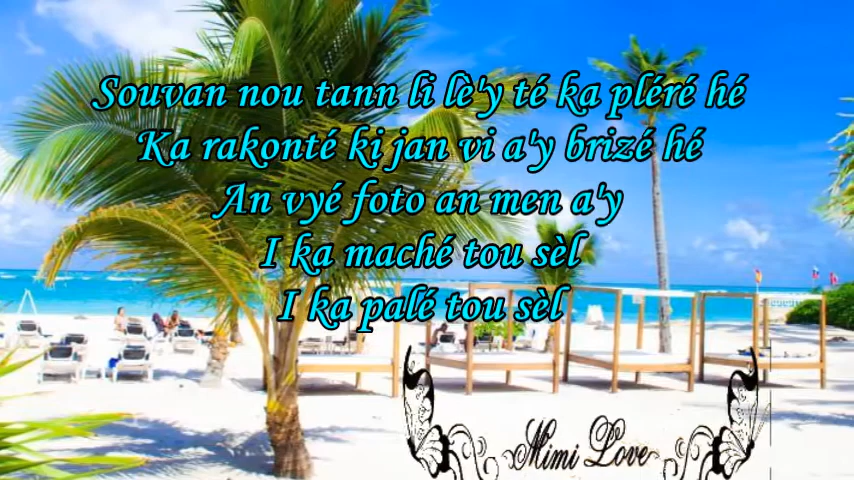 Souvan nou tann li lè'y té ka pléré hé
Ka rakonté ki jan vi a'y brizé hé
An vyé foto an men a'y
I ka maché tou sèl
I ka palé tou sèl
Mimi Love